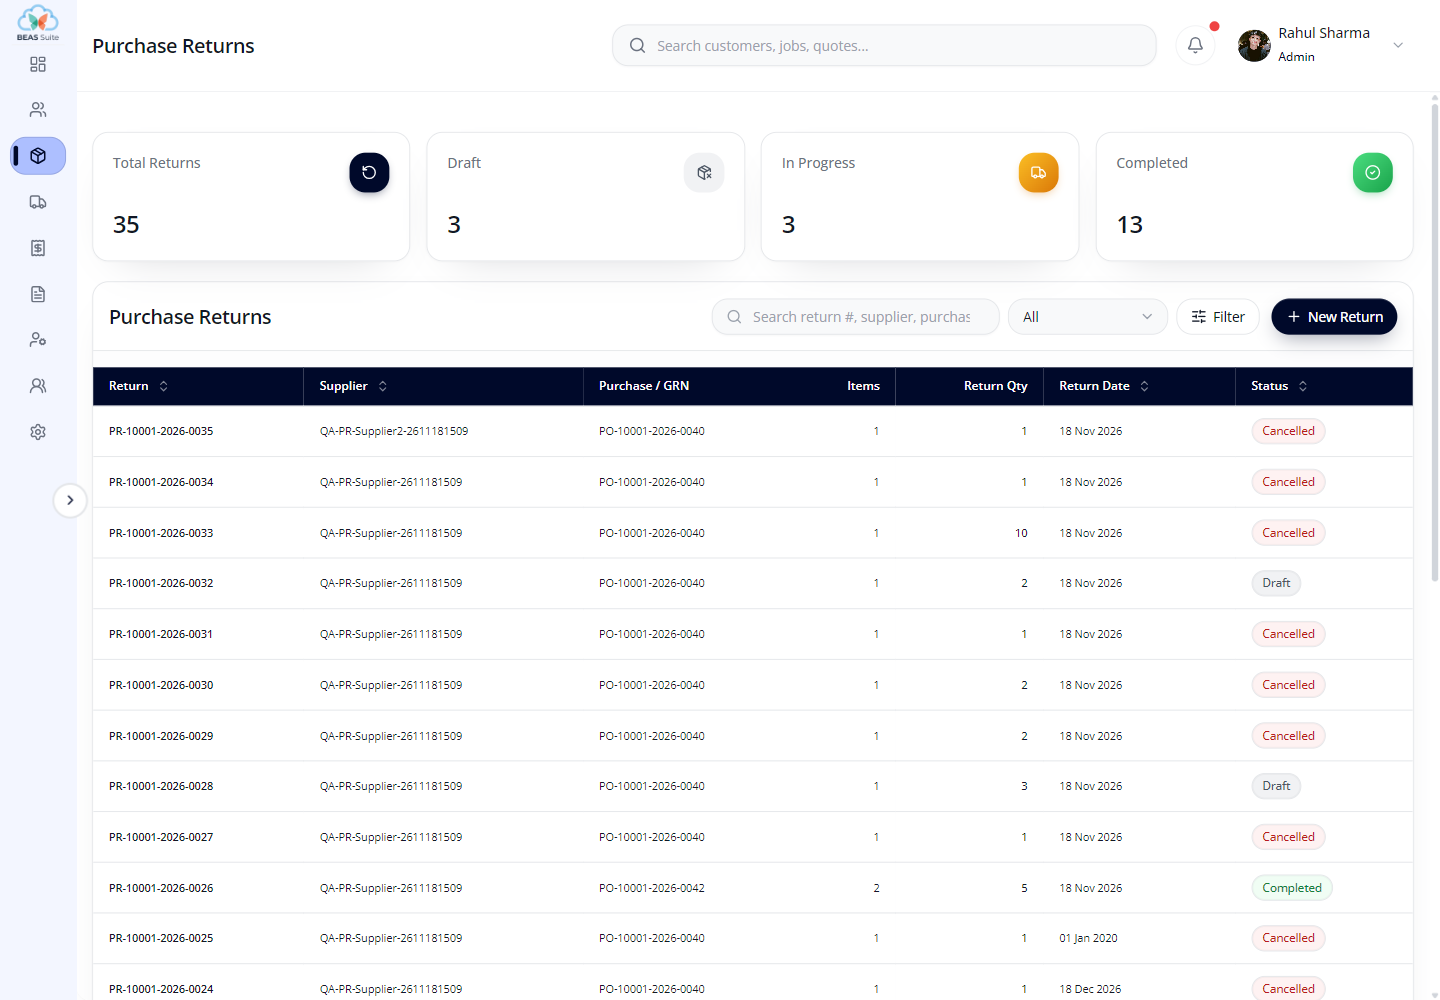 BEAS Suite
Purchase Returns
Search customers, jobs, quotes...
Rahul Sharma
Admin
Total Returns
35
Draft
3
In Progress
3
Completed
13
Purchase Returns
Search return #, supplier, purchas
All
Filter
New Return
Return Supplier Purchase / GRN Items Return Qty Return Date Status
PR-10001-2026-0035 QA-PR-Supplier2-2611181509 PO-10001-2026-0040 1 1 18 Nov 2026 Cancelled
PR-10001-2026-0034 QA-PR-Supplier-2611181509 PO-10001-2026-0040 1 1 18 Nov 2026 Cancelled
PR-10001-2026-0033 QA-PR-Supplier-2611181509 PO-10001-2026-0040 1 10 18 Nov 2026 Cancelled
PR-10001-2026-0032 QA-PR-Supplier-2611181509 PO-10001-2026-0040 1 2 18 Nov 2026 Draft
PR-10001-2026-0031 QA-PR-Supplier-2611181509 PO-10001-2026-0040 1 1 18 Nov 2026 Cancelled
PR-10001-2026-0030 QA-PR-Supplier-2611181509 PO-10001-2026-0040 1 2 18 Nov 2026 Cancelled
PR-10001-2026-0029 QA-PR-Supplier-2611181509 PO-10001-2026-0040 1 2 18 Nov 2026 Cancelled
PR-10001-2026-0028 QA-PR-Supplier-2611181509 PO-10001-2026-0040 1 3 18 Nov 2026 Draft
PR-10001-2026-0027 QA-PR-Supplier-2611181509 PO-10001-2026-0040 1 1 18 Nov 2026 Cancelled
PR-10001-2026-0026 QA-PR-Supplier-2611181509 PO-10001-2026-0042 2 5 18 Nov 2026 Completed
PR-10001-2026-0025 QA-PR-Supplier-2611181509 PO-10001-2026-0040 1 1 01 Jan 2020 Cancelled
PR-10001-2026-0024 QA-PR-Supplier-2611181509 PO-10001-2026-0040 1 1 18 Dec 2026 Cancelled